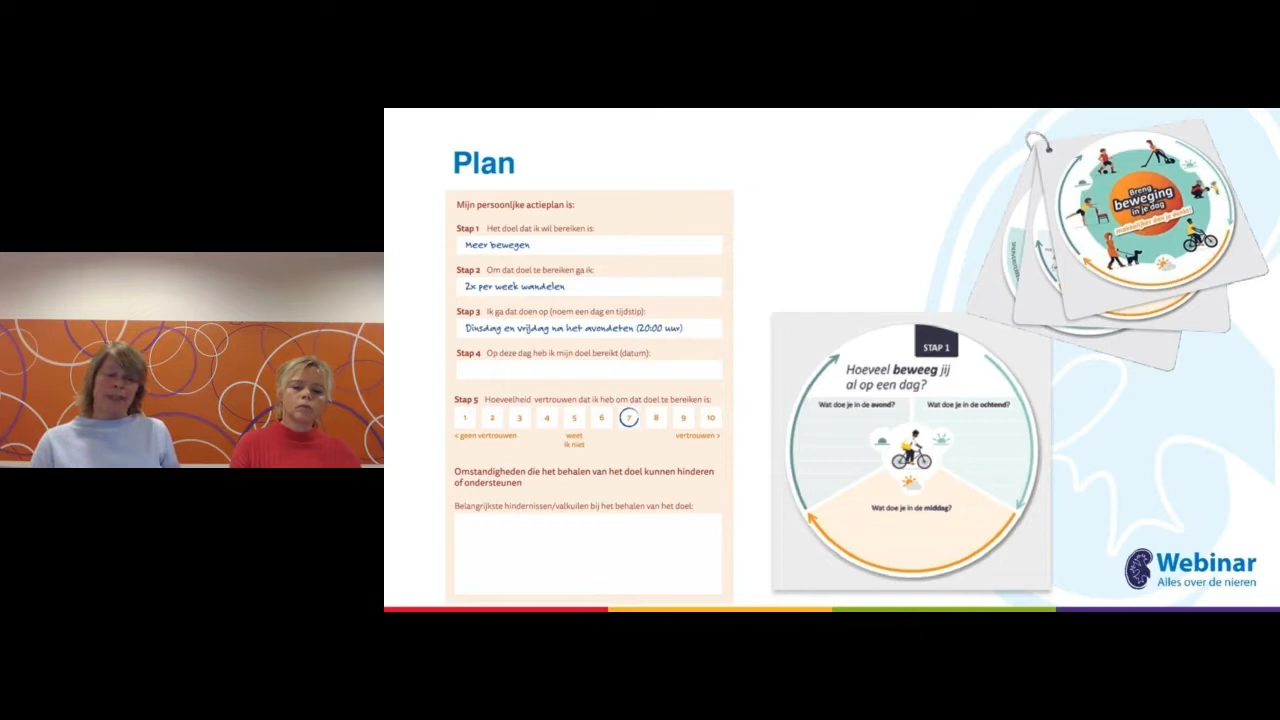 Plan
Mijn persoonljke actieplan is:
Stap 1 Het doel dat ik wil bereiken is:
Meer bewegen
Stap 2 Om dat doel te bereiken ga ik:
2x per week wandelen
Stap 3 Ik ga dat doen op (noem een dag en tijdstip):
Dinsdag en vrijdag na het avondeten (20:00 uur)
Stap 4 Op deze dag heb ik mijn doel bereikt (datum):
Stap 5 Hoeveelheid vertrouwen dat ik heb om dat doel te bereiken is:
1 2 3 4 5 6 7 8 9 10
< geen vertrouwen weet vertrouwen >
ik niet
Omstandigheden die het behalen van het doel kunnen hinderen
of ondersteunen
Belangrijkste hindernissen/valkuilen bij het behalen van het doel:
Breng
beweging
in je dag
makkelijker dan je denkt!
STAP 1
Hoeveel beweeg jij
al op een dag?
Wat doe je in de avond? Wat doe je in de ochtend?
Wat doe je in de middag?
Webinar
Alles over de nieren